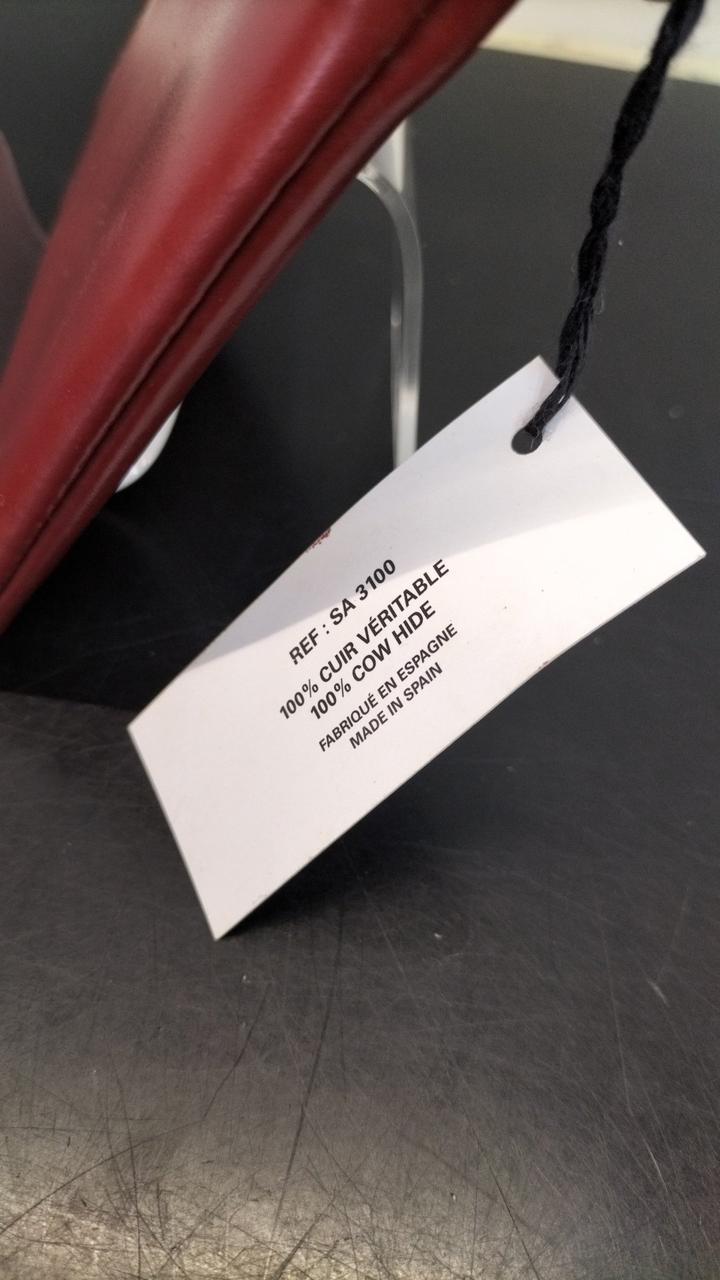 REF : SA 3100
100% CUIR VÉRITABLE
100% COW HIDE
FABRIQUÉ EN ESPAGNE
MADE IN SPAIN